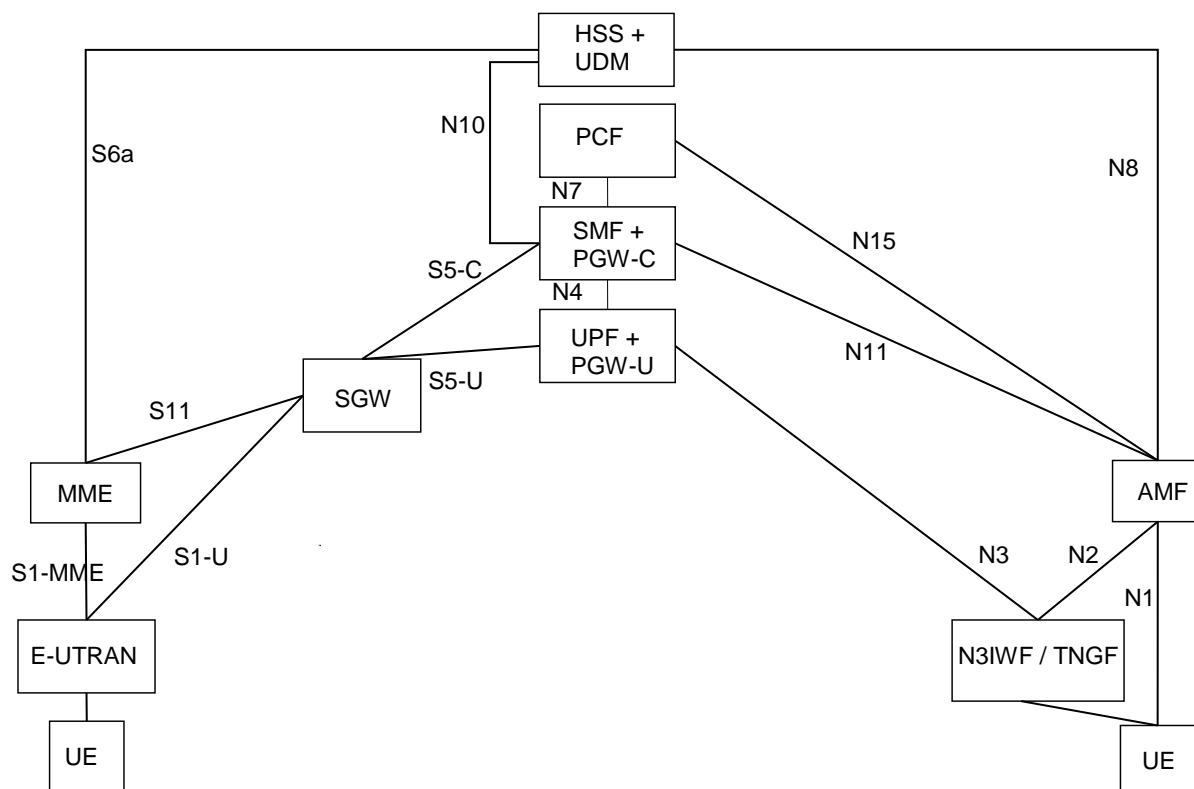 HSS +
UDM
N10
PCF
S6a
N8
N7
SMF +
PGW-C
N15
S5-C
N4
UPF +
PGW-U
N11
S5-U
SGW
S11
MME
AMF
S1-U
N3
N2
S1-MME
N1
E-UTRAN
N3IWF / TNGF
UE
UE